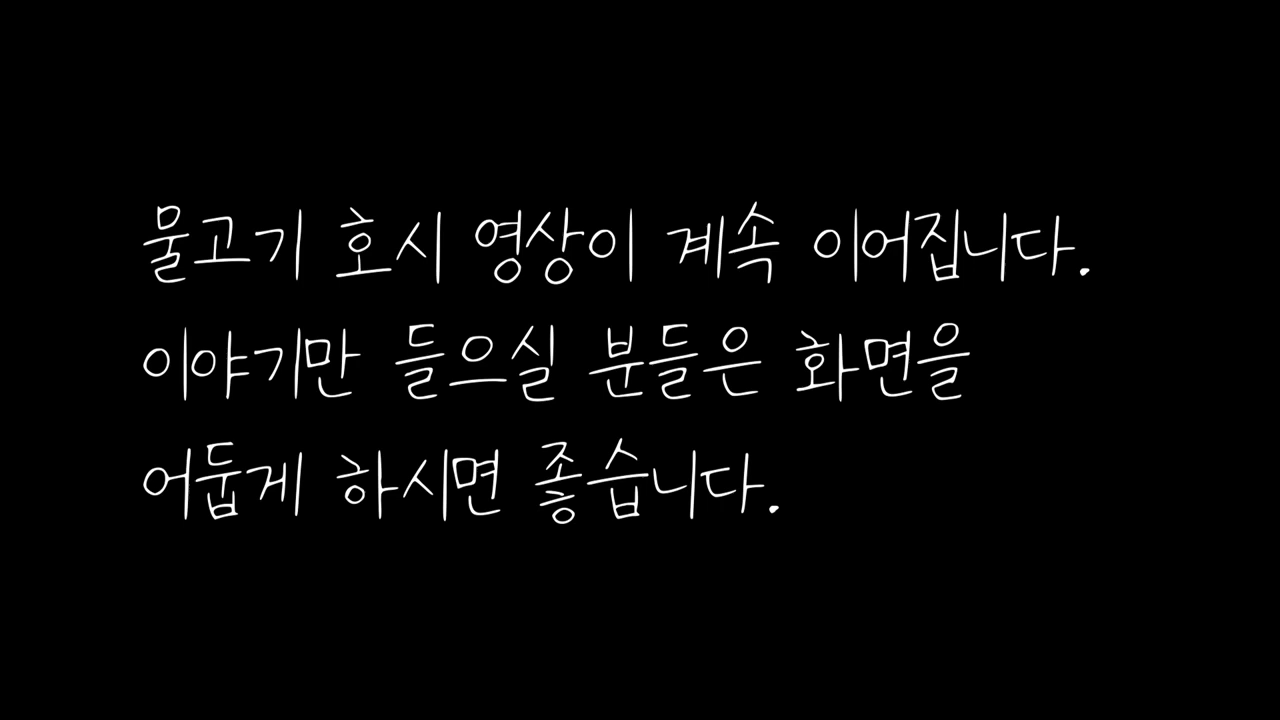 물고기 호시 영상이 계속 이어집니다.
이야기만 들으실 분들은 화면을
어둡게 하시면 좋습니다.